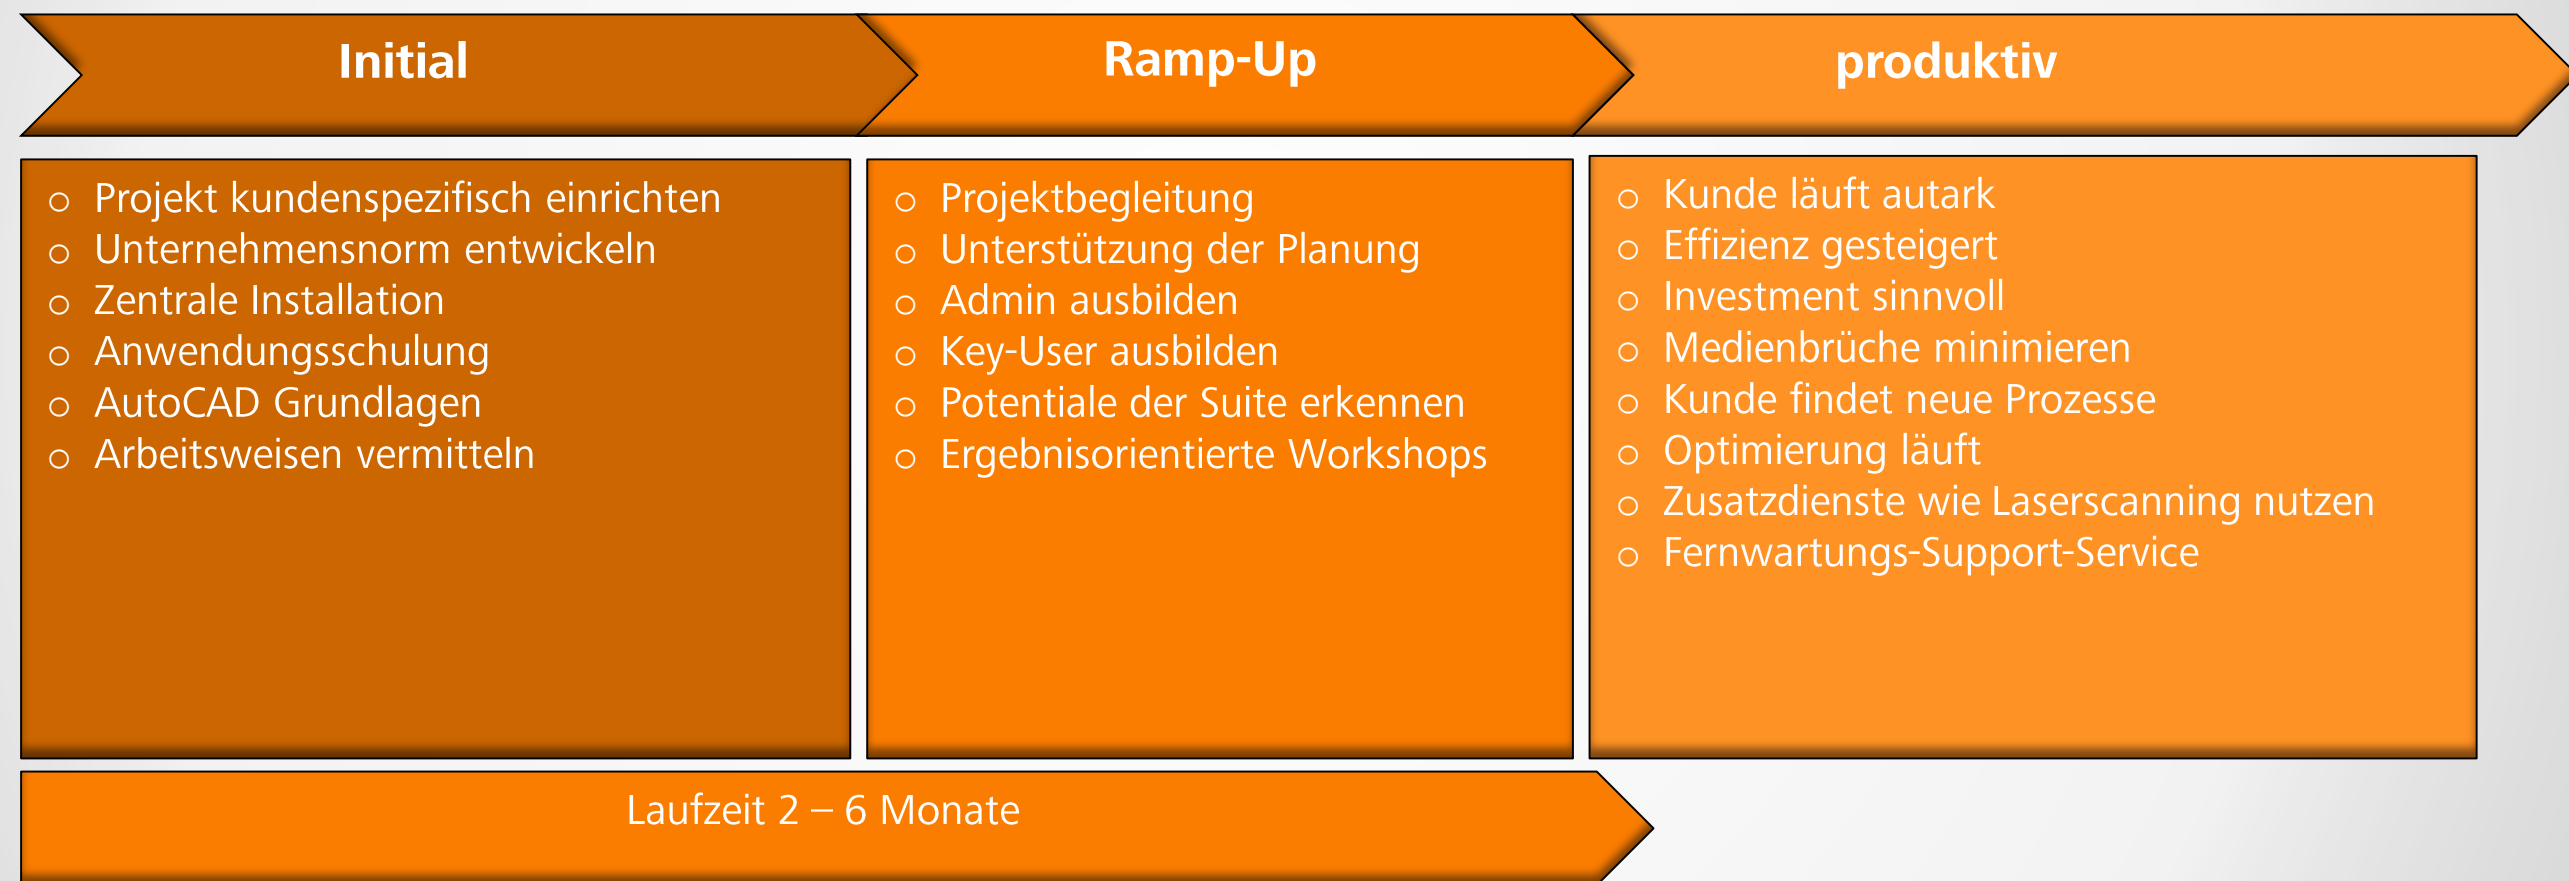 Initial
Ramp-Up
produktiv
Projekt kundenspezifisch einrichten
Unternehmensnorm entwickeln
Zentrale Installation
Anwendungsschulung
AutoCAD Grundlagen
Arbeitsweisen vermitteln
Projektbegleitung
Unterstützung der Planung
Admin ausbilden
Key-User ausbilden
Potentiale der Suite erkennen
Ergebnisorientierte Workshops
Kunde läuft autark
Effizienz gesteigert
Investment sinnvoll
Medienbrüche minimieren
Kunde findet neue Prozesse
Optimierung läuft
Zusatzdienste wie Laserscanning nutzen
Fernwartungs-Support-Service
Laufzeit 2 – 6 Monate